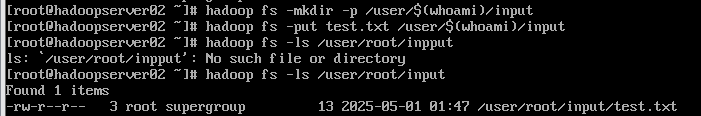 [root@hadoopserver02 ~]# hadoop fs -mkdir -p /user/$(whoami)/input
[root@hadoopserver02 ~]# hadoop fs -put test.txt /user/$(whoami)/input
[root@hadoopserver02 ~]# hadoop fs -ls /user/root/inpput
ls: `/user/root/inpput': No such file or directory
[root@hadoopserver02 ~]# hadoop fs -ls /user/root/input
Found 1 items
-rw-r--r--   3 root supergroup         13 2025-05-01 01:47 /user/root/input/test.txt